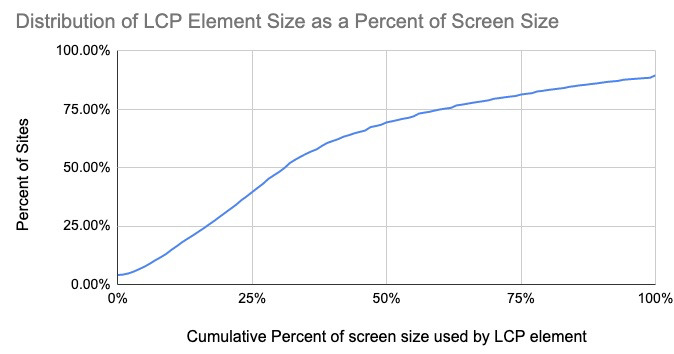 Distribution of LCP Element Size as a Percent of Screen Size
100.00%
75.00%
50.00%
25.00%
0.00%
Percent of Sites
0% 25% 50% 75% 100%
Cumulative Percent of screen size used by LCP element